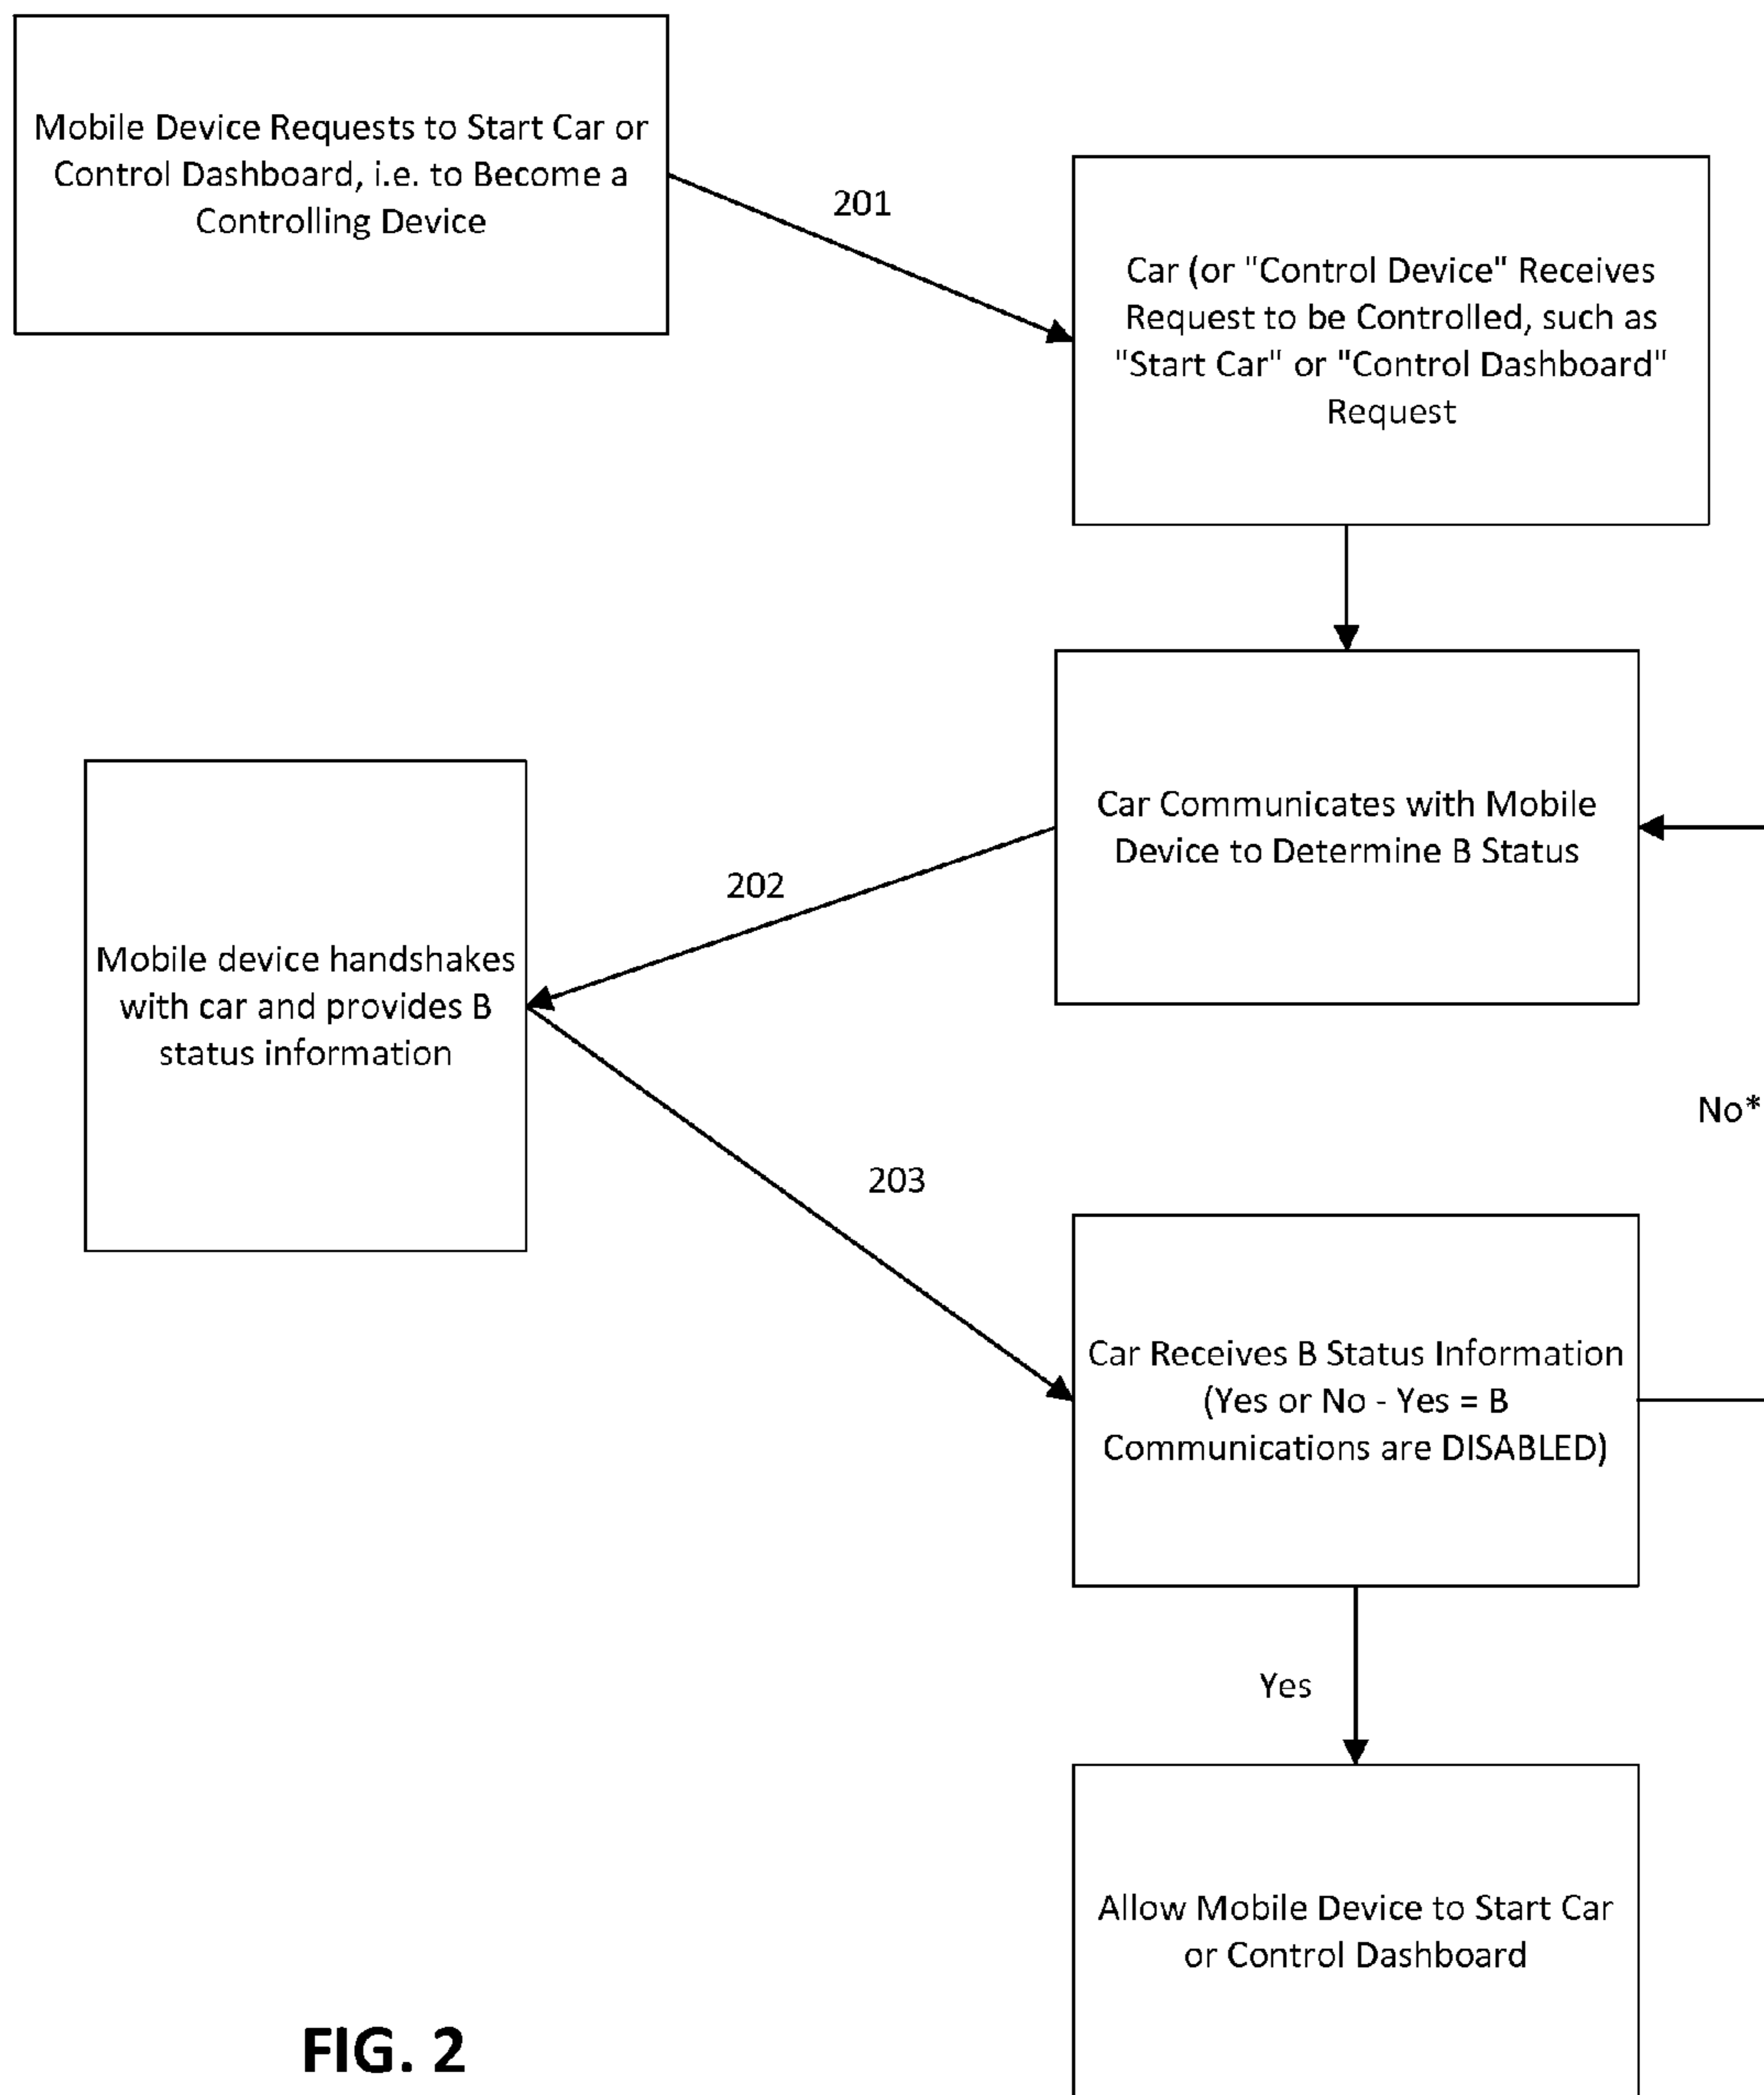 Mobile Device Requests to Start Car or
Control Dashboard, i.e. to Become a
Controlling Device
201
Car (or "Control Device" Receives
Request to be Controlled, such as
"Start Car" or "Control Dashboard"
Request
Car Communicates with Mobile
Device to Determine B Status
202
Mobile device handshakes
with car and provides B
status information
No*
203
Car Receives B Status Information
(Yes or No - Yes = B
Communications are DISABLED)
Yes
Allow Mobile Device to Start Car
or Control Dashboard
FIG. 2